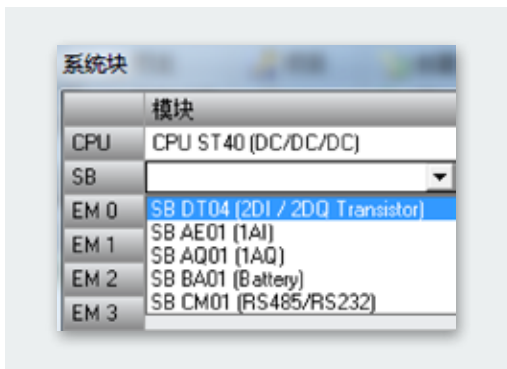 系统块
模块
CPU CPU ST40 (DC/DC/DC)
SB
EM 0 SB DT04 (2DI / 2DQ Transistor)
SB AE01 (1AI)
EM 1
SB AQ01 (1AQ)
EM 2 SB BA01 (Battery)
SB CM01 (RS485/RS232)
EM 3